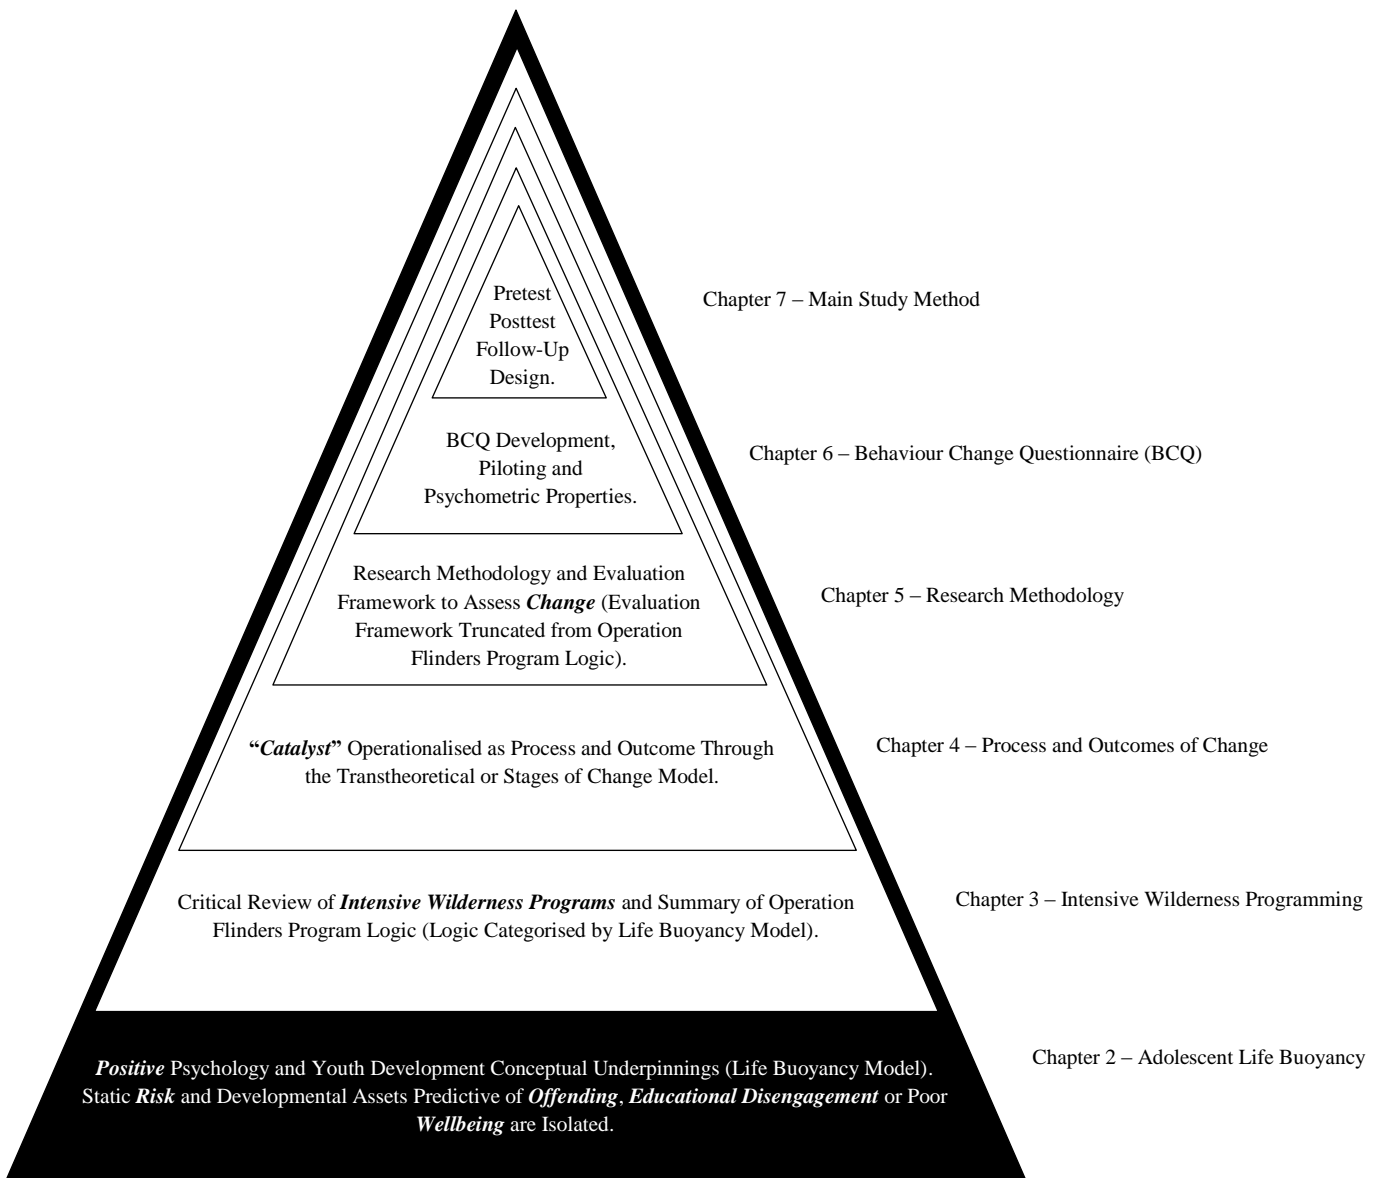 Pretest
Posttest
Follow-Up
Design.
Chapter 7 – Main Study Method
BCQ Development,
Piloting and
Psychometric Properties.
Chapter 6 – Behaviour Change Questionnaire (BCQ)
Research Methodology and Evaluation
Framework to Assess Change (Evaluation
Framework Truncated from Operation
Flinders Program Logic).
Chapter 5 – Research Methodology
“Catalyst” Operationalised as Process and Outcome Through
the Transtheoretical or Stages of Change Model.
Chapter 4 – Process and Outcomes of Change
Critical Review of Intensive Wilderness Programs and Summary of Operation
Flinders Program Logic (Logic Categorised by Life Buoyancy Model).
Chapter 3 – Intensive Wilderness Programming
Positive Psychology and Youth Development Conceptual Underpinnings (Life Buoyancy Model).
Static Risk and Developmental Assets Predictive of Offending, Educational Disengagement or Poor
Wellbeing are Isolated.
Chapter 2 – Adolescent Life Buoyancy